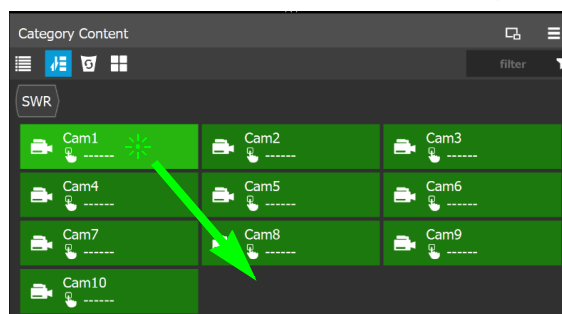 Category Content
filter
SWR
Cam1 Cam2 Cam3
------ ------ ------
Cam4 Cam5 Cam6
------ ------ ------
Cam7 Cam8 Cam9
------ ------ ------
Cam10
------